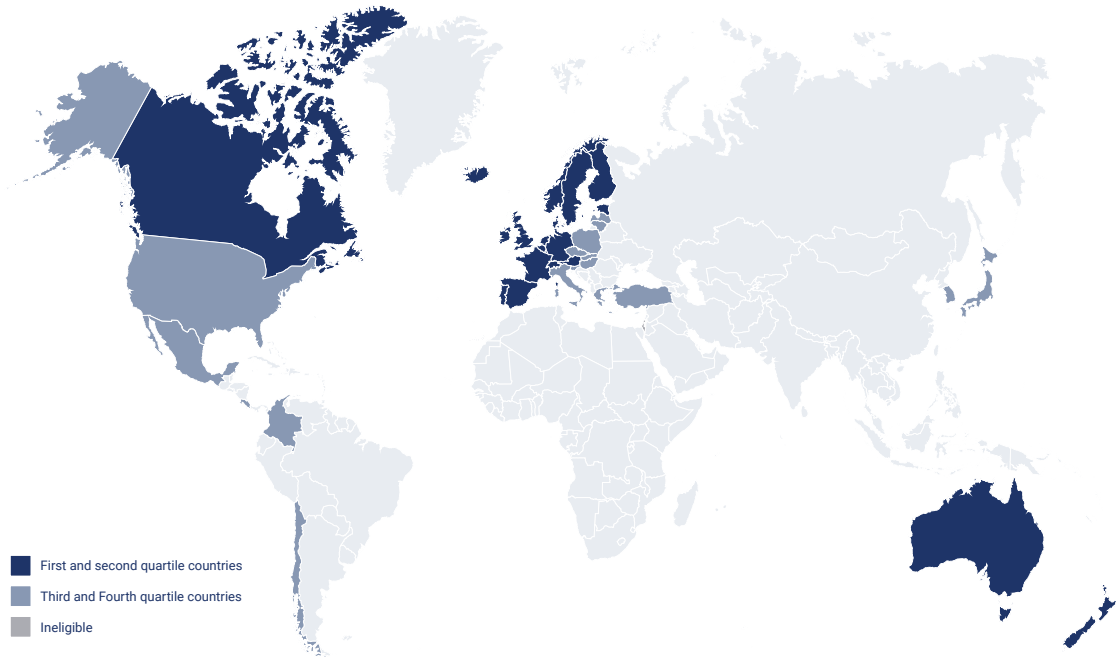 First and second quartile countries
Third and Fourth quartile countries
Ineligible